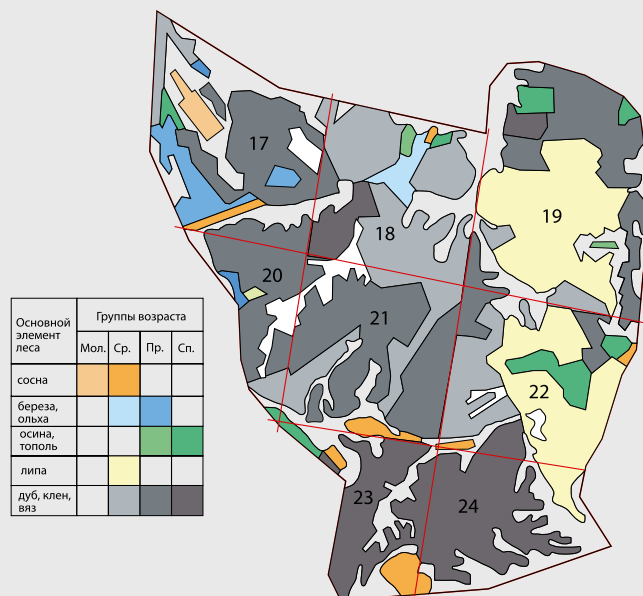 17
18
19
20
21
22
23
24
Основной
элемент
леса
Группы возраста
Мол. Ср. Пр. Сп.
сосна
береза,
ольха
осина,
тополь
липа
дуб, клен,
вяз